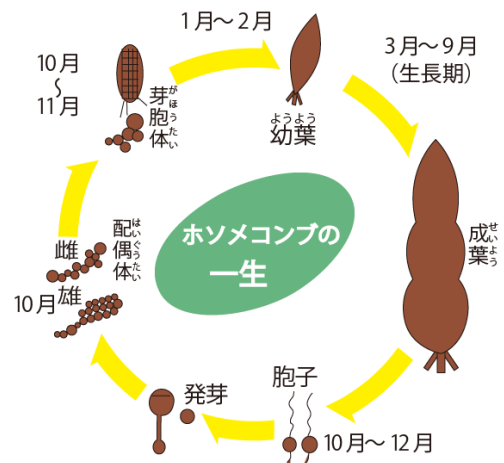 1月〜2月
3月〜9月
(生長期)
10月
〜
11月
芽胞体
がほうたい
幼葉
ようよう
ホソメコンブの
一生
成葉
せいよう
配偶体
はいぐうたい
雌
雄
10月
発芽
胞子
10月〜12月